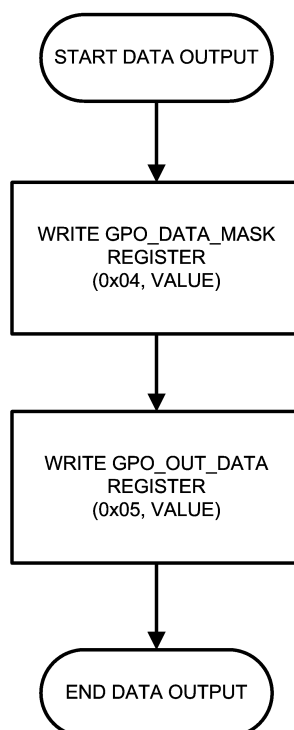 START DATA OUTPUT
WRITE GPO_DATA_MASK
REGISTER
(0x04, VALUE)
WRITE GPO_OUT_DATA
REGISTER
(0x05, VALUE)
END DATA OUTPUT